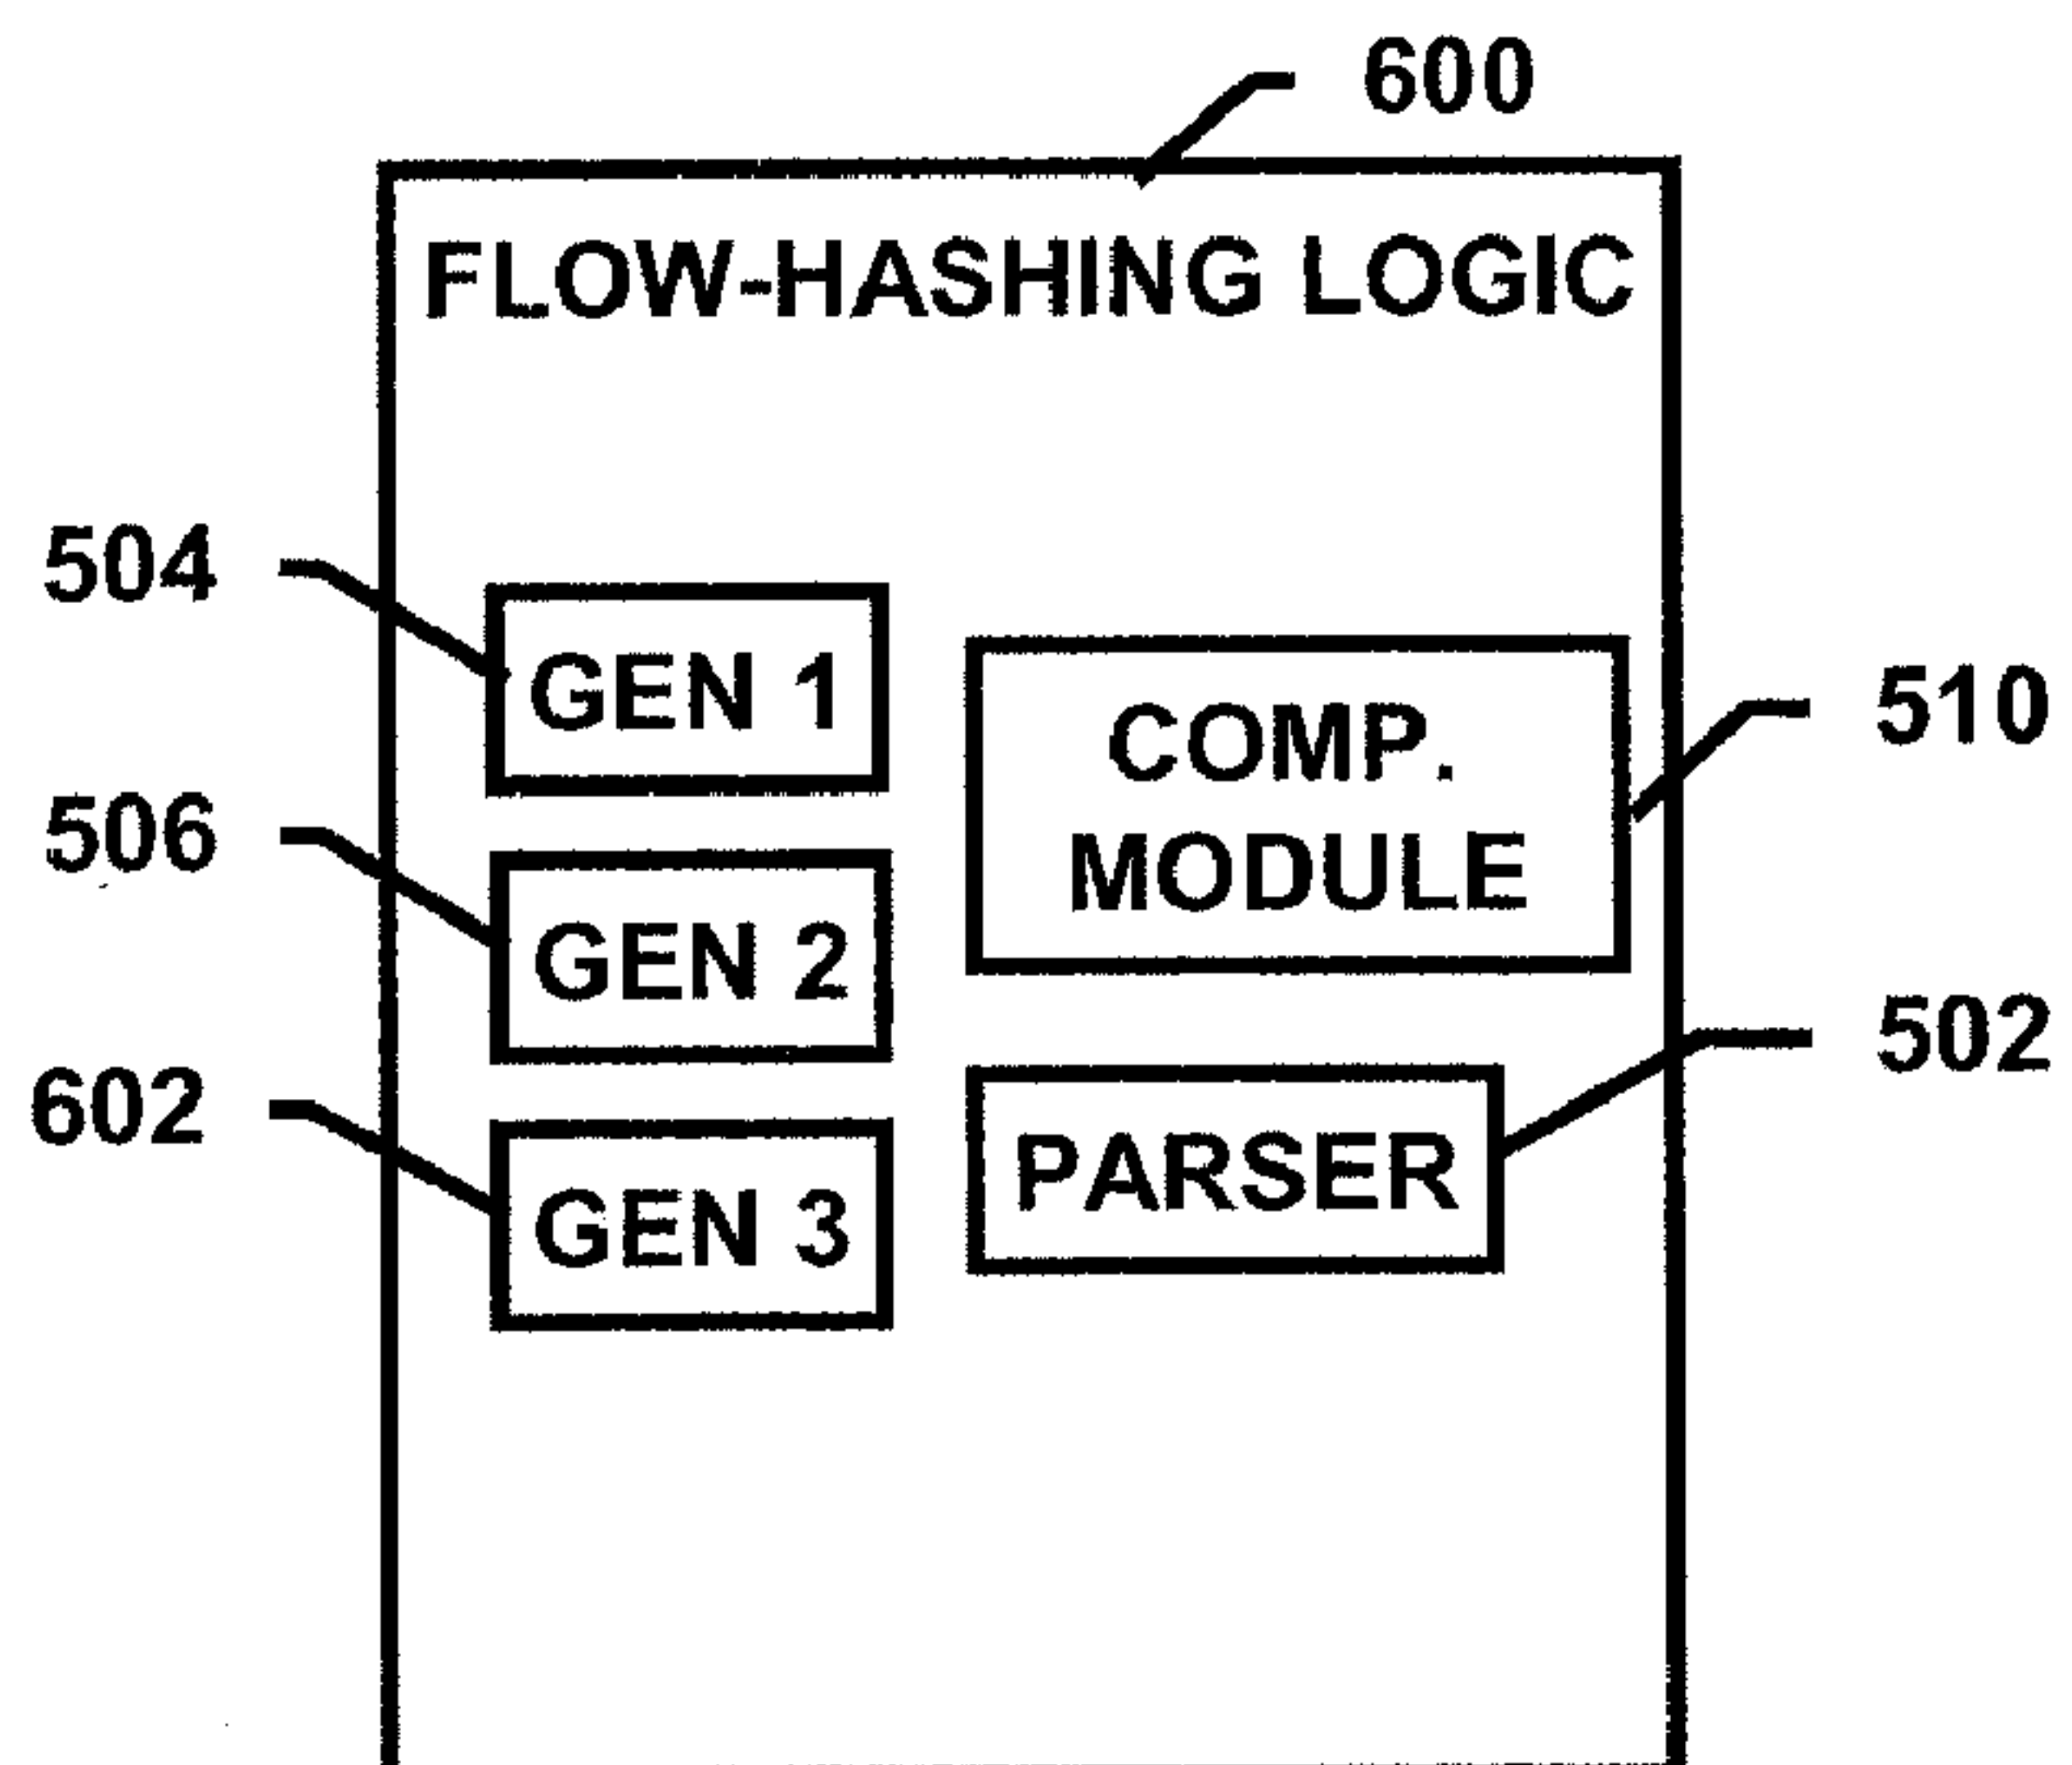 600
FLOW-HASHING LOGIC
504
GEN 1
COMP.
MODULE
510
506
GEN 2
502
602
GEN 3
PARSER